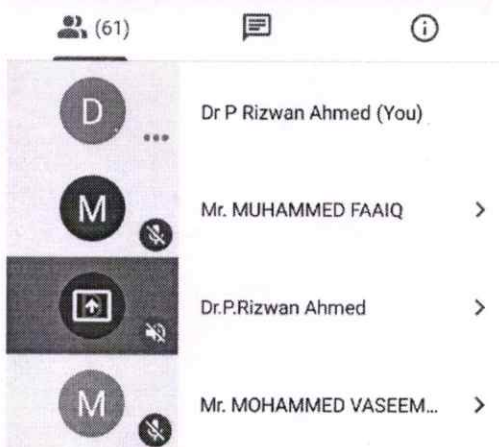 (61)
D
Dr P Rizwan Ahmed (You)
M
Mr. MUHAMMED FAAIQ
Dr.P.Rizwan Ahmed
M
Mr. MOHAMMED VASEEM...